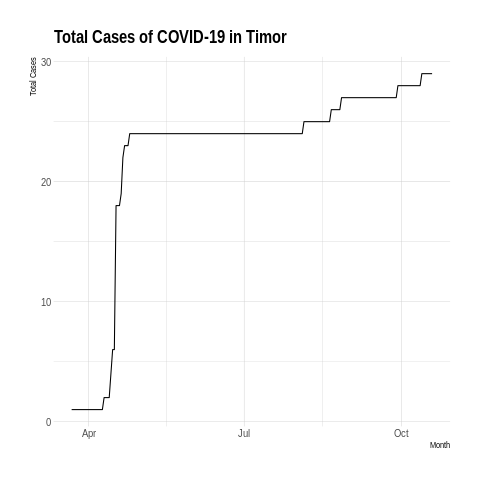 Total Cases of COVID-19 in Timor
Total Cases
30
20
10
0
Apr
Jul
Oct
Month